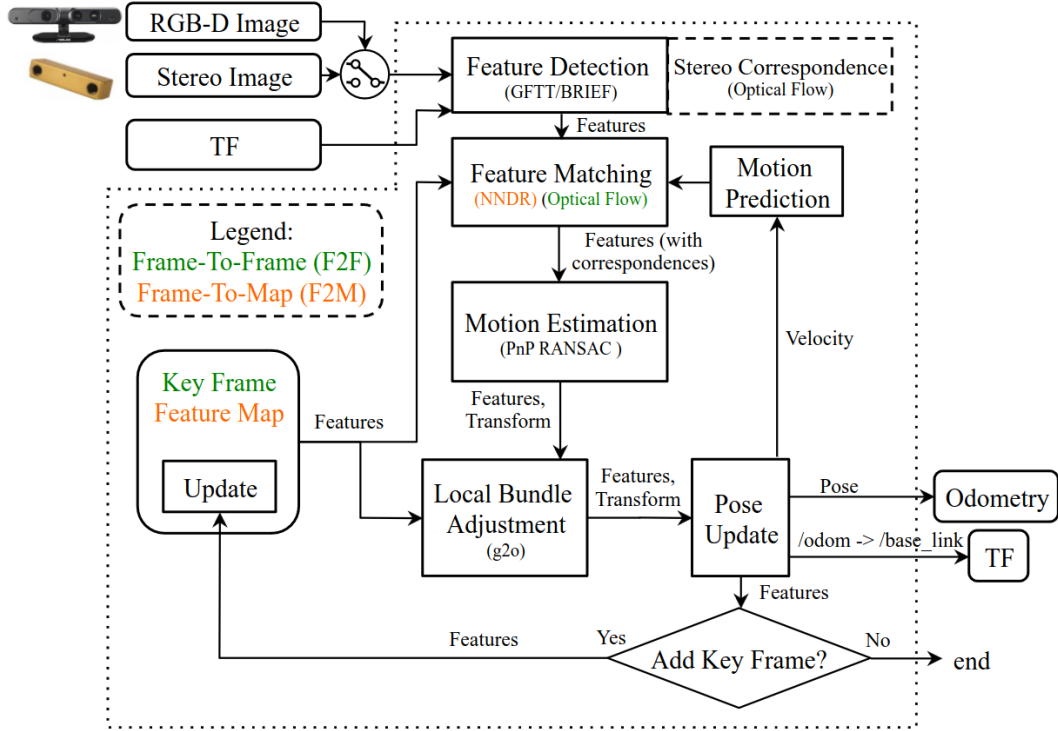 RGB-D Image
Stereo Image
TF
Feature Detection
(GFTT/BRIEF)
Stereo Correspondence
(Optical Flow)
Features
Feature Matching
(NNDR) (Optical Flow)
Motion
Prediction
Legend:
Frame-To-Frame (F2F)
Frame-To-Map (F2M)
Features (with
correspondences)
Motion Estimation
(PnP RANSAC )
Velocity
Key Frame
Feature Map
Update
Features
Features,
Transform
Local Bundle
Adjustment
(g2o)
Features,
Transform
Pose
Update
Pose
Odometry
/odom -> /base_link
TF
Features
Features
Yes
Add Key Frame?
No
end